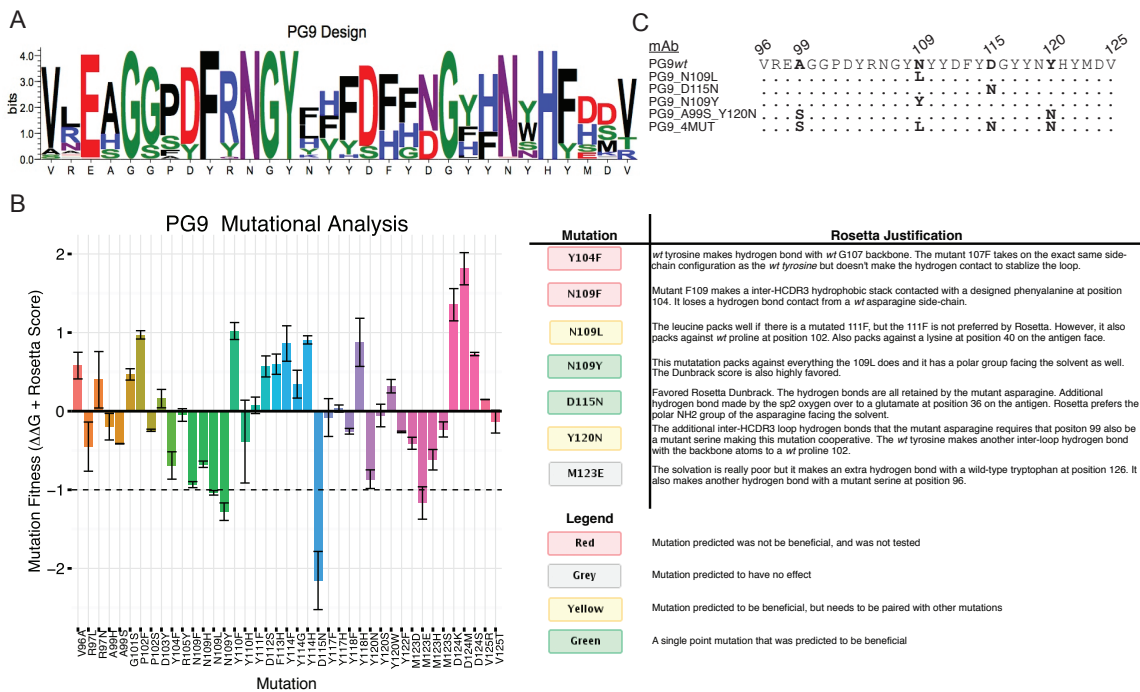 A
PG9 Design
bits
4.0
3.0
2.0
1.0
0.0
V R E A G G P D Y R N G Y N Y Y D F Y D G Y Y N Y H Y M D V
C
mAb
96 99 109 115 120 125
PG9wt VREAGGPDYRNGYNYYDFYDGYYNYHYMDV
PG9_N109L .............L................
PG9_D115N ...................N..........
PG9_N109Y .............Y................
PG9_A99S_Y120N ...S....................N.....
PG9_4MUT ...S.........L.....N....N.....
B
PG9 Mutational Analysis
Mutation Fitness (ΔΔG + Rosetta Score)
2
1
0
−1
−2
V96A R97L R97N A99H A99S G101S P102F P102S D103Y Y104F R105Y N109F N109H N109L N109Y Y110F Y110H Y111F D112S F113H Y114F Y114G Y114H D115N Y117F Y117H Y118F Y118H Y120N Y120S Y120W Y122F M123D M123E M123H M123S D124K D124M D124S V125R V125T
Mutation
Mutation Rosetta Justification
Y104F
wt tyrosine makes hydrogen bond with wt G107 backbone. The mutant 107F takes on the exact same side-
chain configuration as the wt tyrosine but doesn't make the hydrogen contact to stablize the loop.
N109F
Mutant F109 makes a inter-HCDR3 hydrophobic stack contacted with a designed phenyalanine at position
104. It loses a hydrogen bond contact from a wt asparagine side-chain.
N109L
The leucine packs well if there is a mutated 111F, but the 111F is not preferred by Rosetta. However, it also
packs against wt proline at position 102. Also packs against a lysine at position 40 on the antigen face.
N109Y
This mutatation packs against everything the 109L does and it has a polar group facing the solvent as well.
The Dunbrack score is also highly favored.
D115N
Favored Rosetta Dunbrack. The hydrogen bonds are all retained by the mutant asparagine. Additional
hydrogen bond made by the sp2 oxygen over to a glutamate at position 36 on the antigen. Rosetta prefers the
polar NH2 group of the asparagine facing the solvent.
Y120N
The additional inter-HCDR3 loop hydrogen bonds that the mutant asparagine requires that positon 99 also be
a mutant serine making this mutation cooperative. The wt tyrosine makes another inter-loop hydrogen bond
with the backbone atoms to a wt proline 102.
M123E
The solvation is really poor but it makes an extra hydrogen bond with a wild-type tryptophan at position 126. It
also makes another hydrogen bond with a mutant serine at position 96.
Legend
Red Mutation predicted was not be beneficial, and was not tested
Grey Mutation predicted to have no effect
Yellow Mutation predicted to be beneficial, but needs to be paired with other mutations
Green A single point mutation that was predicted to be beneficial